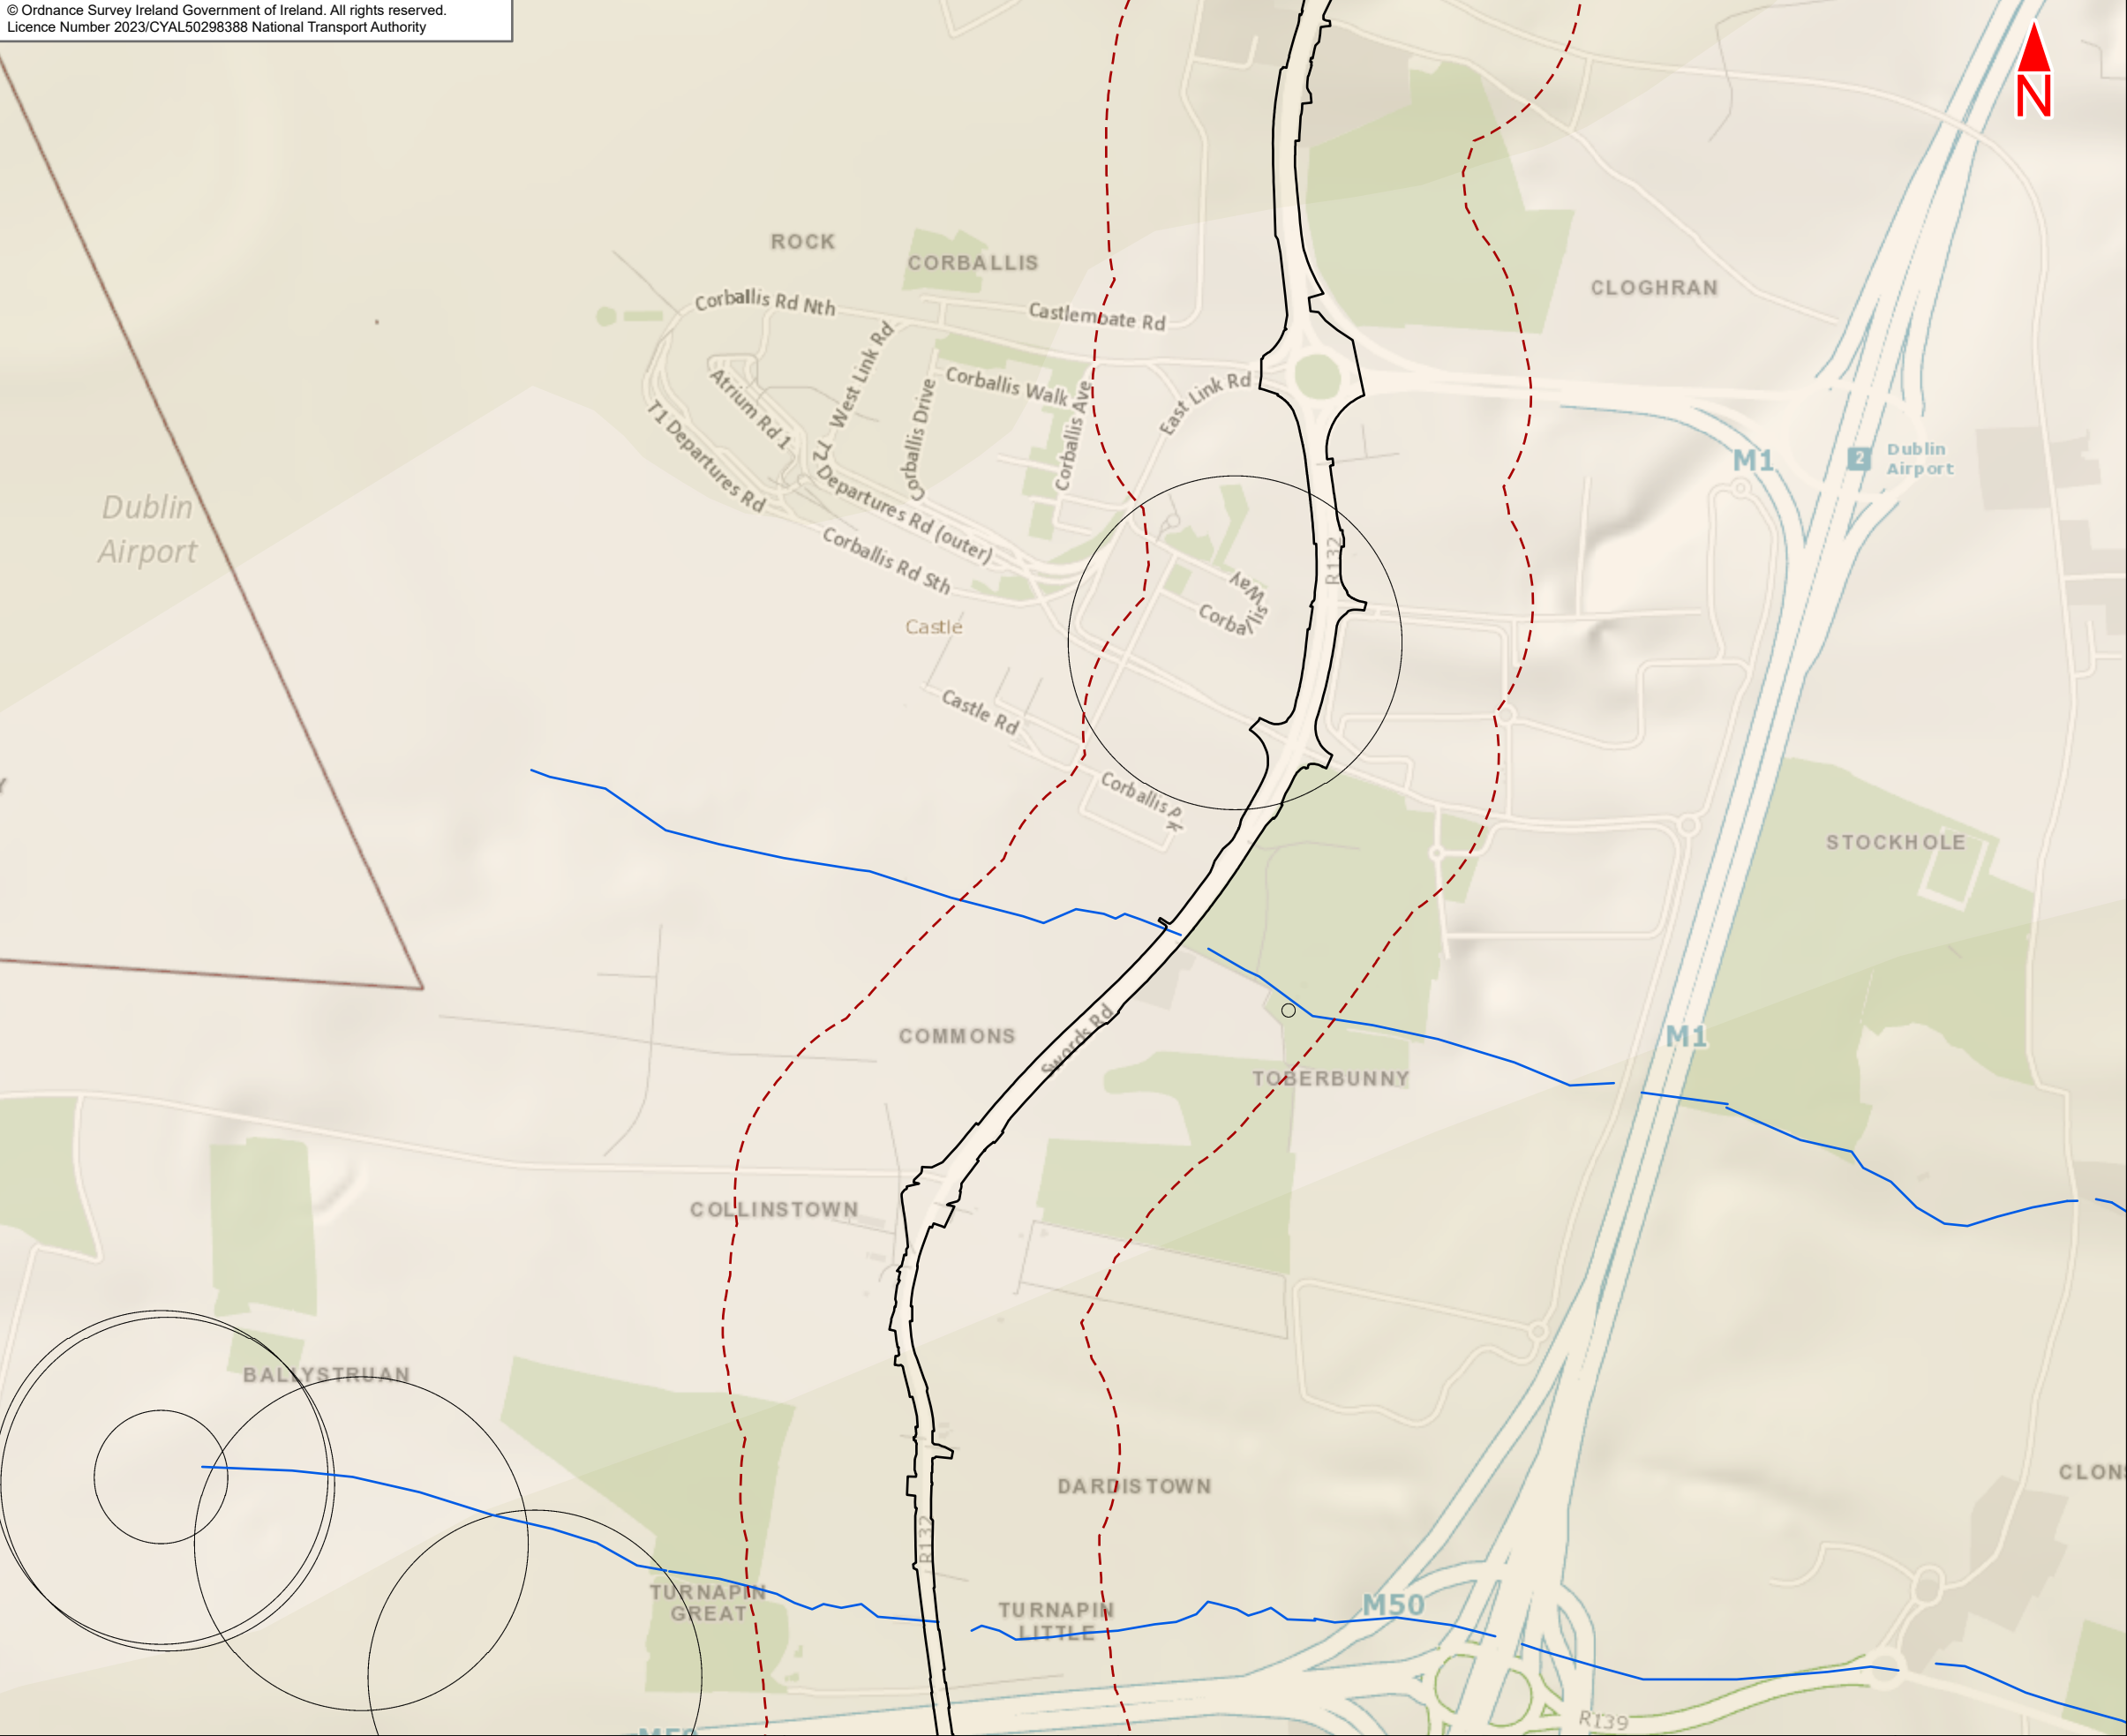 © Ordnance Survey Ireland Government of Ireland. All rights reserved.
Licence Number 2023/CYAL50298388 National Transport Authority
N
ROCK
CORBALLIS
CLOGHRAN
Corballis Rd Nth
Castlemoate Rd
West Link Rd
Corballis Walk
East Link Rd
Atrium Rd 1
Corballis Drive
Corballis Ave
T1 Departures Rd
T2 Departures Rd (outer)
M1
2
Dublin
Airport
Dublin
Airport
Corballis Rd Sth
R132
Corballis Way
Castle
Castle Rd
Corballis Pk
STOCKHOLE
COMMONS
Swords Rd
M1
TOBERBUNNY
COLLINSTOWN
BALLYSTRUAN
DARDISTOWN
CLONS
R132
TURNAPIN
GREAT
TURNAPIN
LITTLE
M50
R139
M50